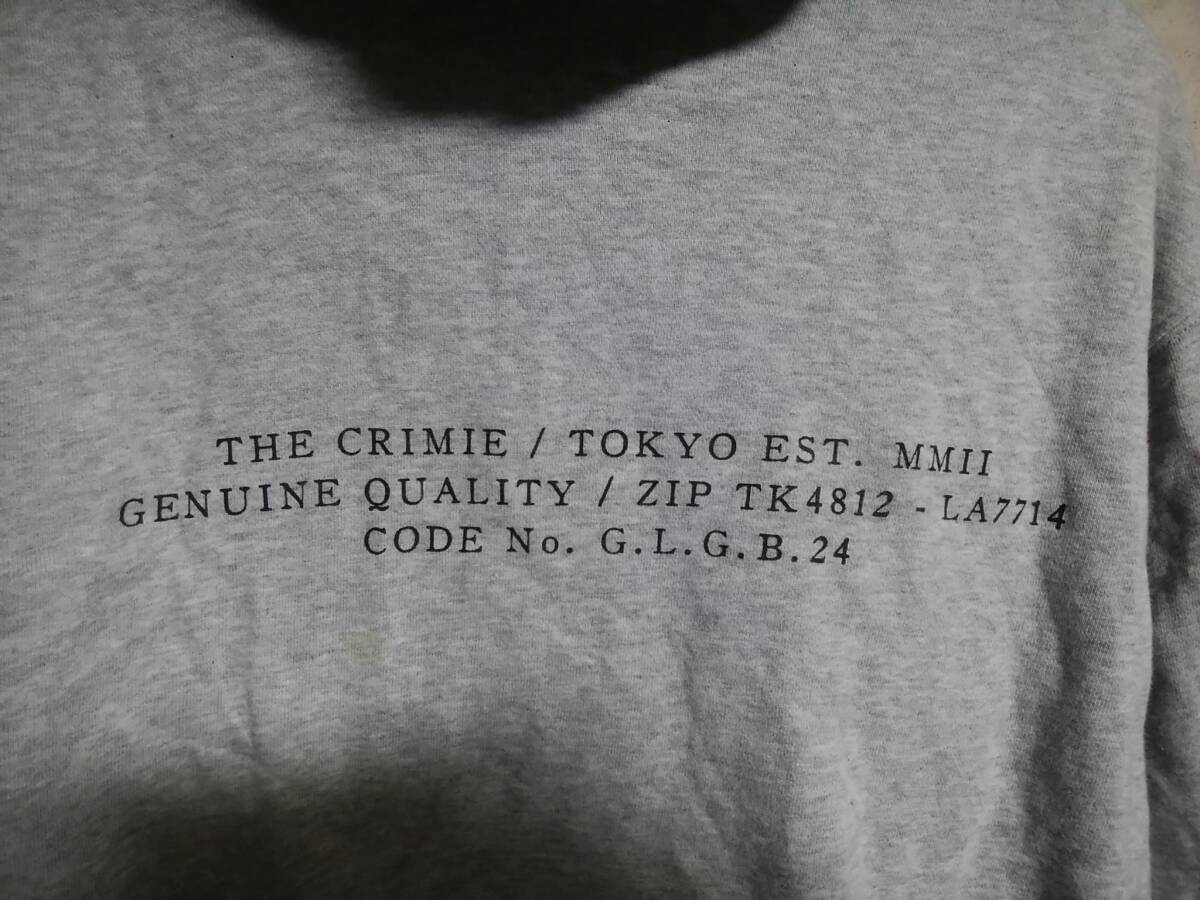 THE CRIMIE / TOKYO EST. MMII
GENUINE QUALITY / ZIP TK4812 - LA7714
CODE No. G.L.G.B.24